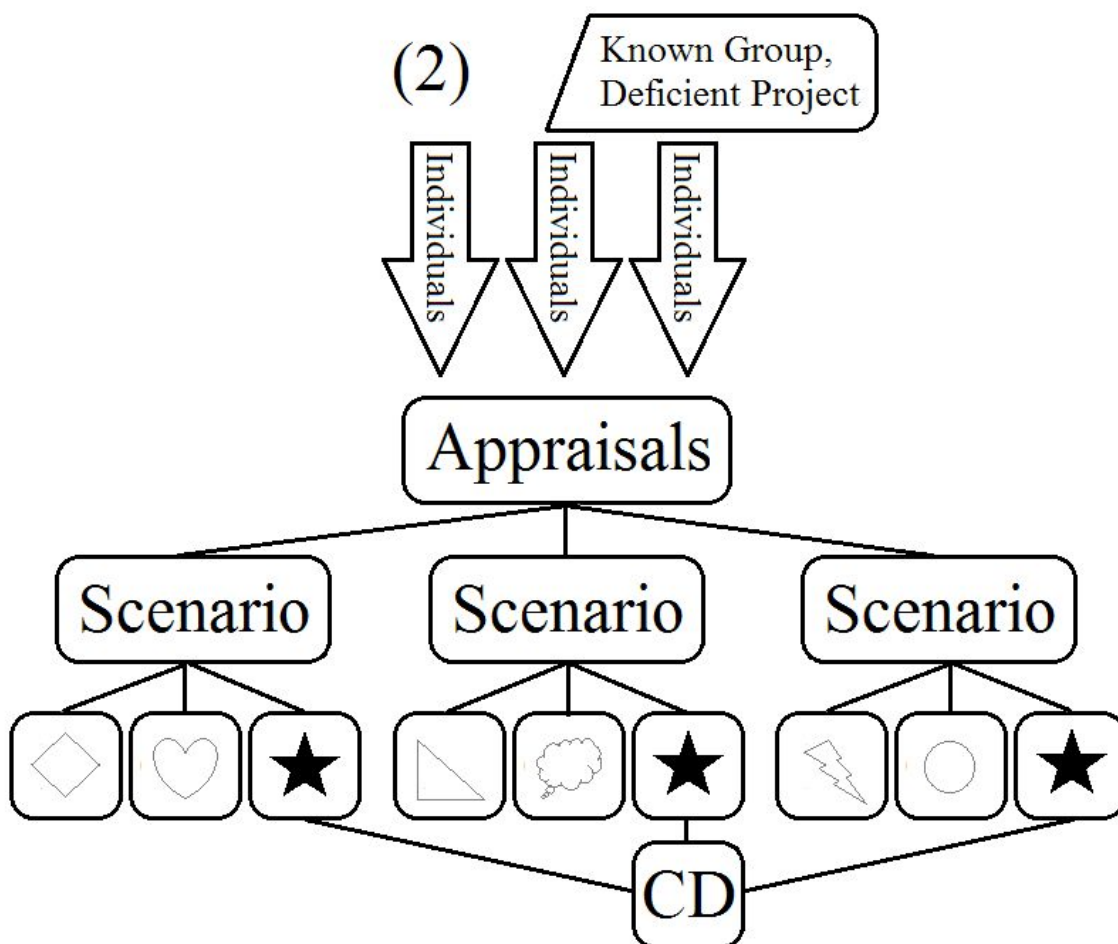 (2)
Known Group,
Deficient Project
Individuals
Individuals
Individuals
Appraisals
Scenario
Scenario
Scenario
CD